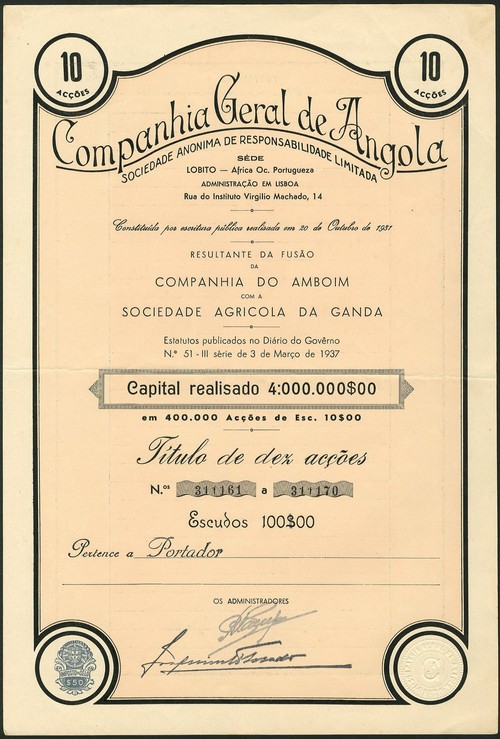 10
ACÇÕES
10
ACÇÕES
Companhia Geral de Angola
SOCIEDADE ANONIMA DE RESPONSABILIDADE LIMITADA
SÉDE
LOBITO — Africa Oc. Portugueza
ADMINISTRAÇÃO EM LISBOA
Rua do Instituto Virgilio Machado, 14
Constituida por escritura pública realisada em 20 de Outubro de 1931
RESULTANTE DA FUSÃO
DA
COMPANHIA DO AMBOIM
COM A
SOCIEDADE AGRICOLA DA GANDA
Estatutos publicados no Diário do Govêrno
N.º 51 - III série de 3 de Março de 1937
Capital realisado 4:000.000$00
em 400.000 Acções de Esc. 10$00
Título de dez acções
N.os 311161 a 311170
Escudos 100$00
Pertence a Portador
OS ADMINISTRADORES
$50